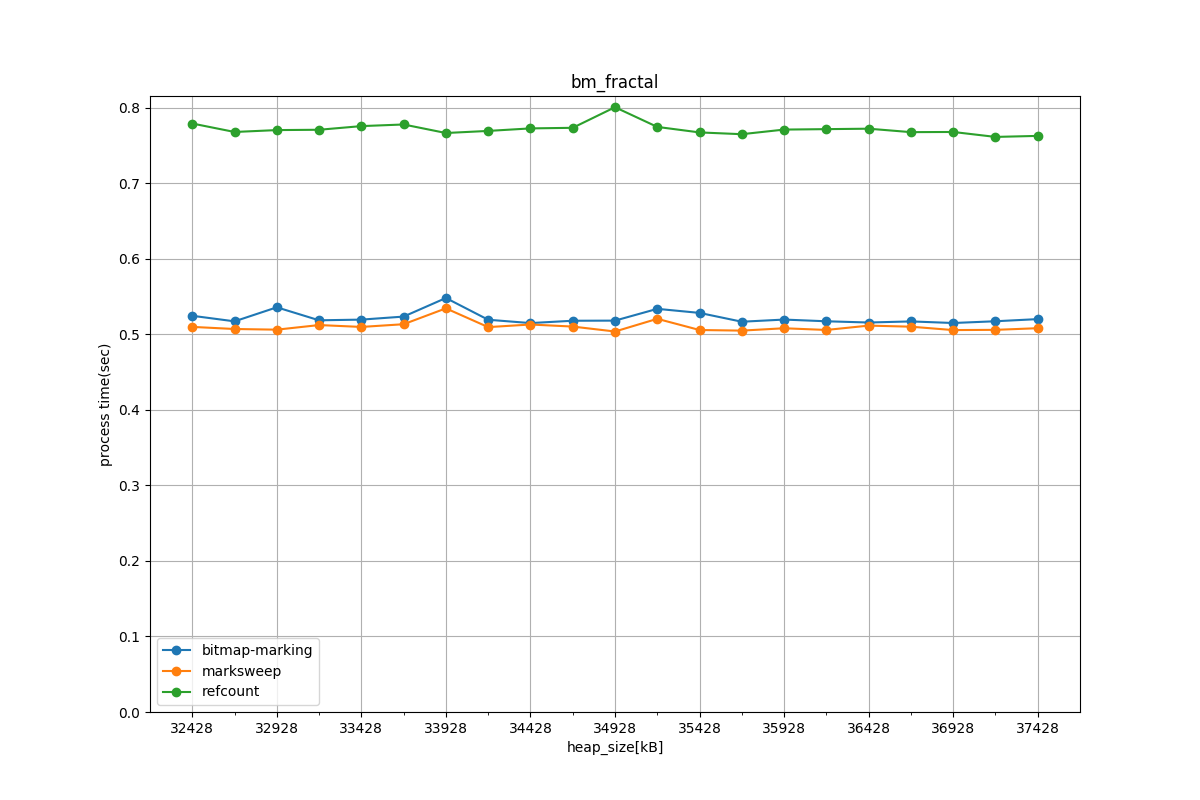 bm_fractal
0.8
0.7
0.6
0.5
0.4
0.3
0.2
0.1
0.0
process time(sec)
bitmap-marking
marksweep
refcount
32428 32928 33428 33928 34428 34928 35428 35928 36428 36928 37428
heap_size[kB]